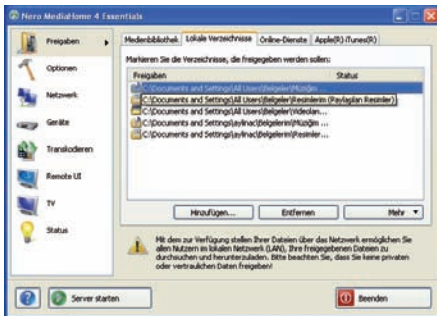 Nero MediaHome 4 Essentials
Freigaben
Optionen
Netzwerk
Geräte
Transkodieren
Remote UI
TV
Status
Medienbibliothek Lokale Verzeichnisse Online-Dienste Apple(R) iTunes(R)
Markieren Sie die Verzeichnisse, die freigegeben werden sollen:
Freigaben Status
C:\Documents and Settings\All Users\Belgeler\Müziğim ...
C:\Documents and Settings\All Users\Belgeler\Resimlerim (Paylaşılan Resimler)
C:\Documents and Settings\All Users\Belgeler\Videolan...
C:\Documents and Settings\aylinac\Belgelerim\Müziğim ...
C:\Documents and Settings\aylinac\Belgelerim\Resimler...
Hinzufügen... Entfernen Mehr
Mit dem zur Verfügung stellen Ihrer Dateien über das Netzwerk ermöglichen Sie
allen Nutzern im lokalen Netzwerk (LAN), Ihre freigegebenen Dateien zu
durchsuchen und herunterzuladen. Bitte beachten Sie, dass Sie keine privaten
oder vertraulichen Daten freigeben!
Server starten Beenden